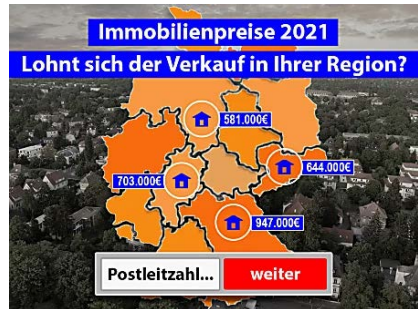 Immobilienpreise 2021
Lohnt sich der Verkauf in Ihrer Region?
581.000€
644.000€
703.000€
947.000€
Postleitzahl... weiter